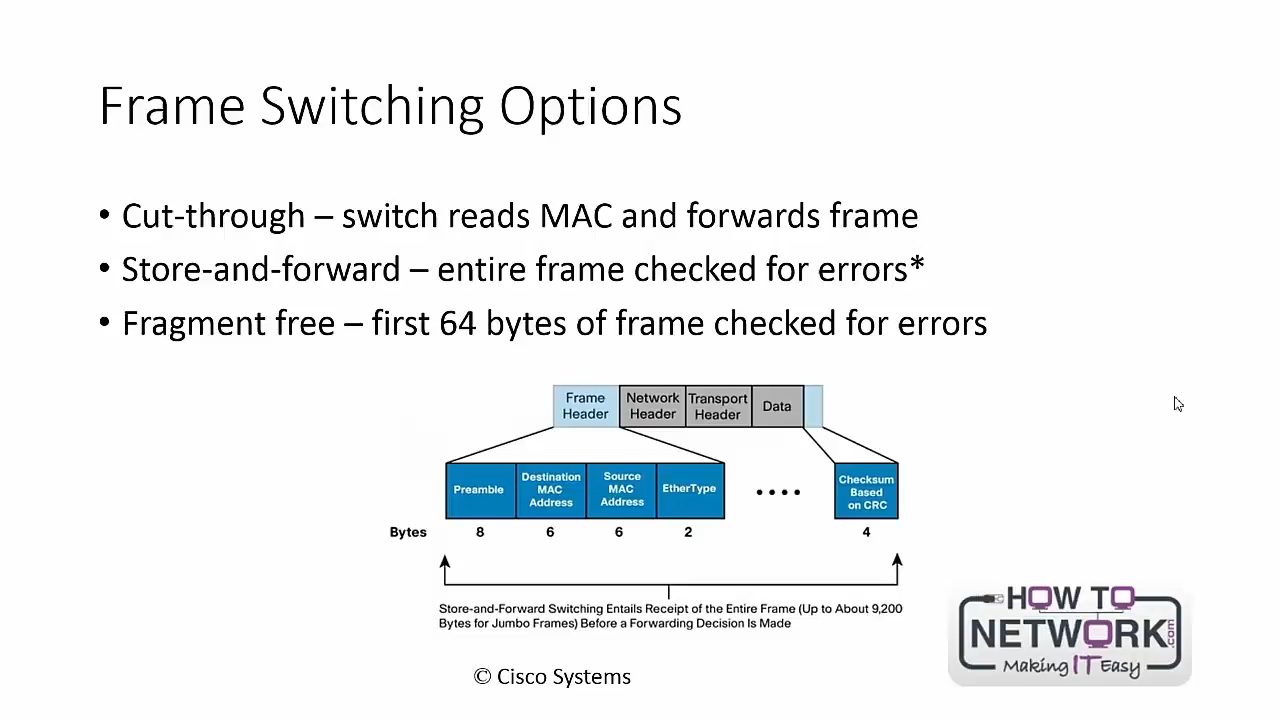 Frame Switching Options
• Cut-through – switch reads MAC and forwards frame
• Store-and-forward – entire frame checked for errors*
• Fragment free – first 64 bytes of frame checked for errors
Frame
Header
Network
Header
Transport
Header
Data
Preamble
Destination
MAC
Address
Source
MAC
Address
EtherType
Checksum
Based
on CRC
Bytes
8
6
6
2
4
Store-and-Forward Switching Entails Receipt of the Entire Frame (Up to About 9,200
Bytes for Jumbo Frames) Before a Forwarding Decision Is Made
© Cisco Systems
HOW TO
NETWORK.com
Making IT Easy